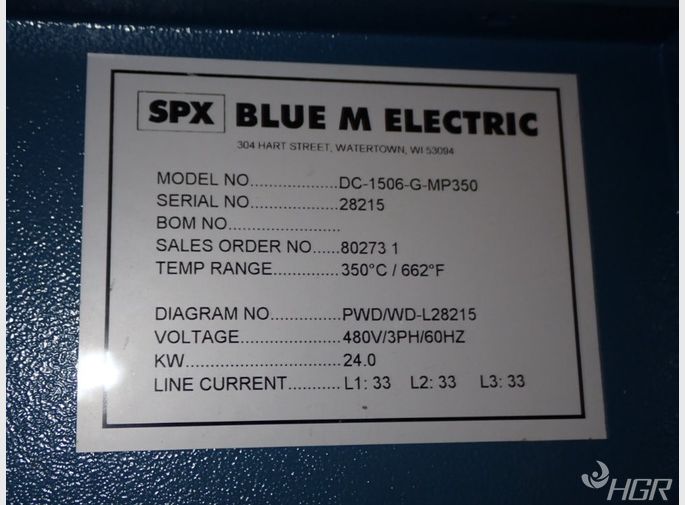 SPX BLUE M ELECTRIC
304 HART STREET, WATERTOWN, WI 53094
MODEL NO....................DC-1506-G-MP350
SERIAL NO....................28215
BOM NO..........................
SALES ORDER NO......80273 1
TEMP RANGE...............350°C / 662°F
DIAGRAM NO................PWD/WD-L28215
VOLTAGE.......................480V/3PH/60HZ
KW...................................24.0
LINE CURRENT............L1: 33 L2: 33 L3: 33
HGR